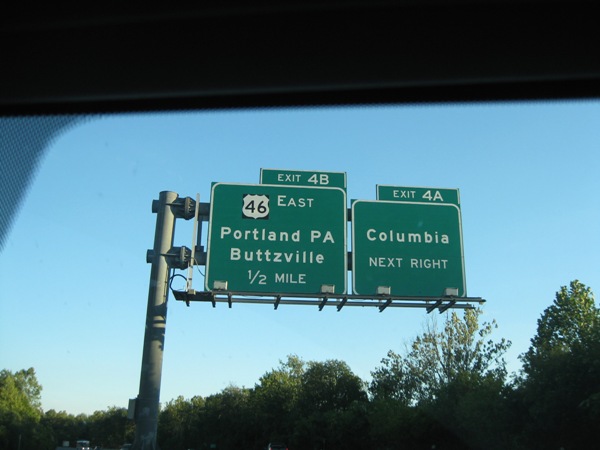 EXIT 4B
46 EAST
Portland PA
Buttzville
1/2 MILE
EXIT 4A
Columbia
NEXT RIGHT